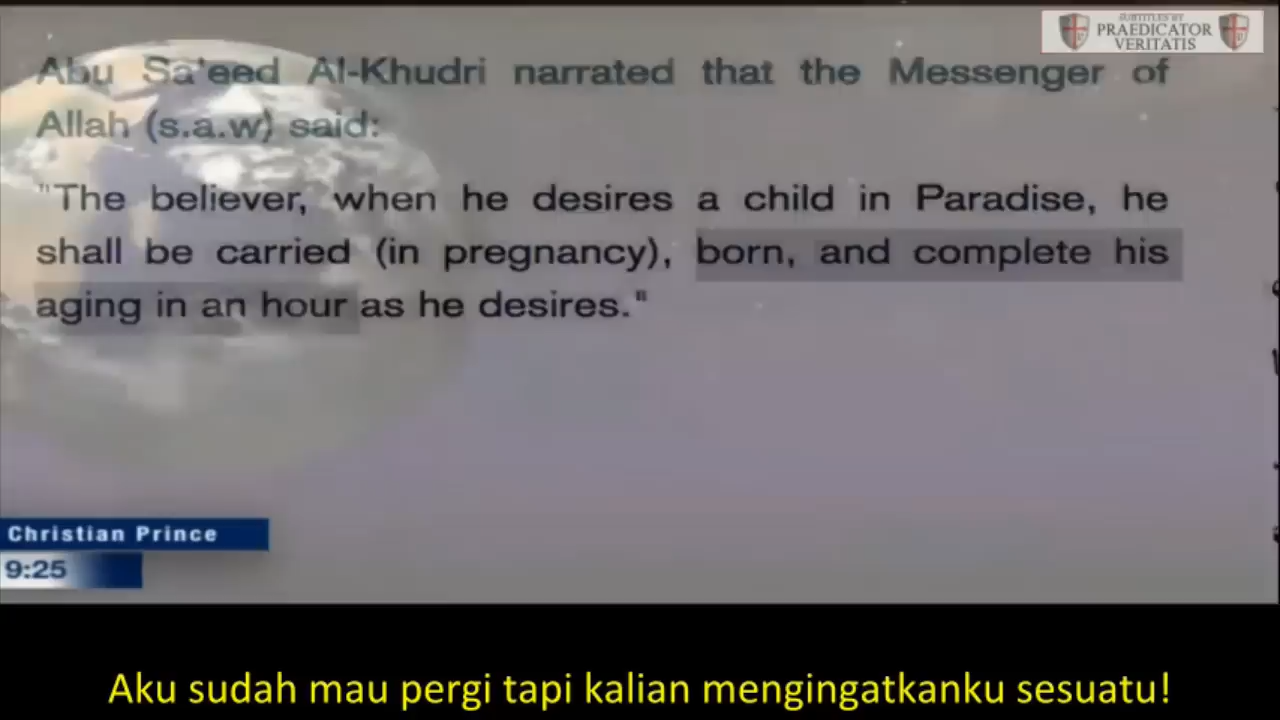 SUBTITLES BY
PRAEDICATOR
VERITATIS
Abu Sa'eed Al-Khudri narrated that the Messenger of
Allah (s.a.w) said:
"The believer, when he desires a child in Paradise, he
shall be carried (in pregnancy), born, and complete his
aging in an hour as he desires."
Christian Prince
9:25
Aku sudah mau pergi tapi kalian mengingatkanku sesuatu!